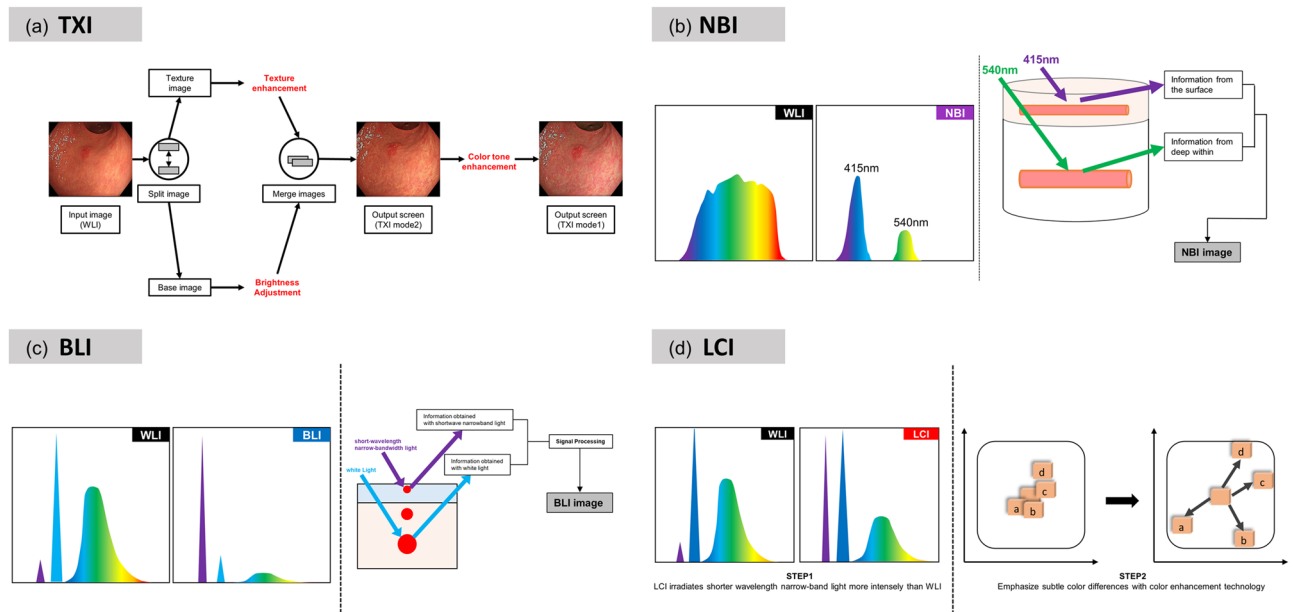 (a) TXI
Texture
image
Texture
enhancement
Split image
Merge images
Color tone
enhancement
Input image
(WLI)
Output screen
(TXI mode2)
Output screen
(TXI mode1)
Base image
Brightness
Adjustment
(b) NBI
WLI
NBI
415nm
540nm
540nm
415nm
Information from
the surface
Information from
deep within
NBI image
(c) BLI
WLI
BLI
short-wavelength
narrow-bandwidth light
white Light
Information obtained
with shortwave narrowband light
Information obtained
with white light
Signal Processing
BLI image
(d) LCI
WLI
LCI
STEP1
LCI irradiates shorter wavelength narrow-band light more intensely than WLI
d
c
a
b
d
c
a
b
STEP2
Emphasize subtle color differences with color enhancement technology